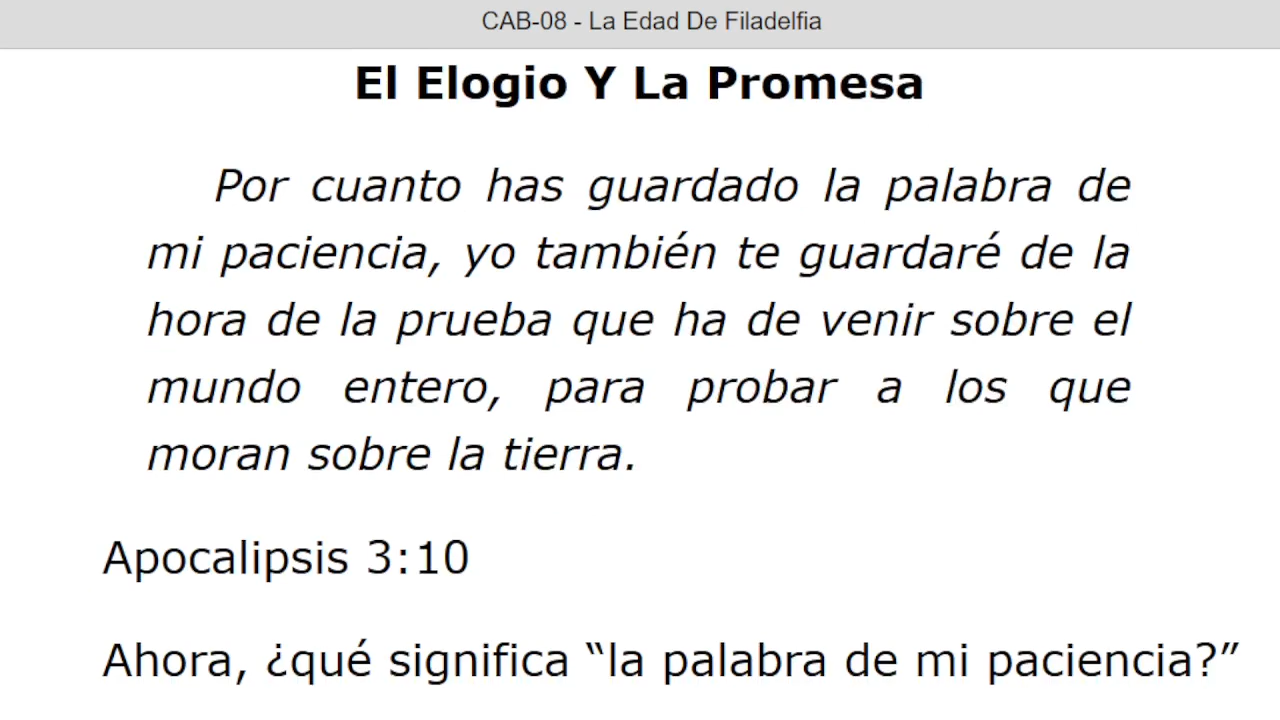 CAB-08 - La Edad De Filadelfia
El Elogio Y La Promesa
Por cuanto has guardado la palabra de
mi paciencia, yo también te guardaré de la
hora de la prueba que ha de venir sobre el
mundo entero, para probar a los que
moran sobre la tierra.
Apocalipsis 3:10
Ahora, ¿qué significa “la palabra de mi paciencia?”